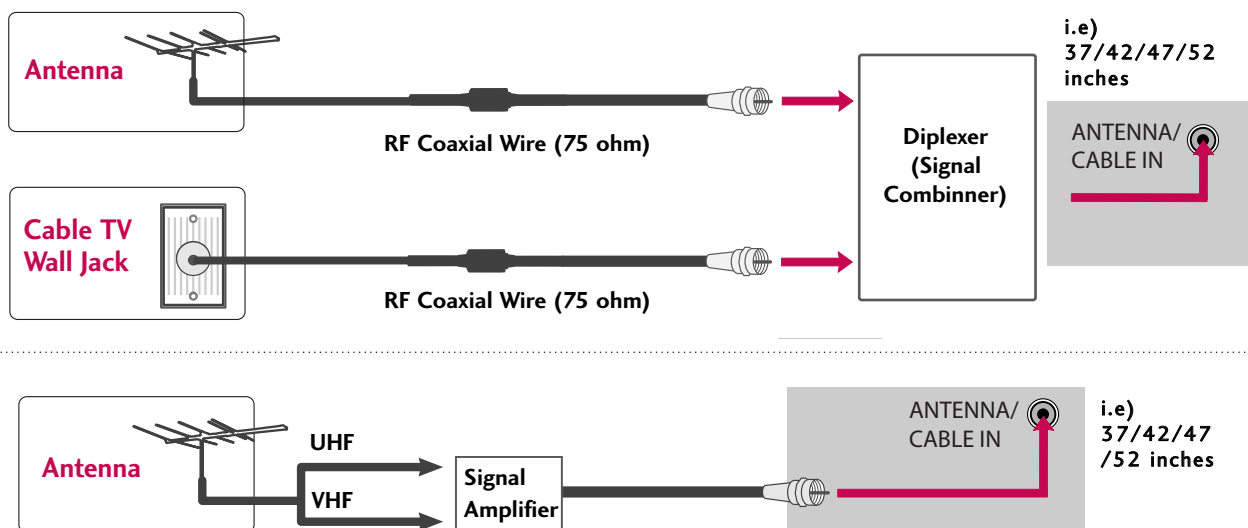 Antenna
RF Coaxial Wire (75 ohm)
Cable TV
Wall Jack
RF Coaxial Wire (75 ohm)
Diplexer
(Signal
Combinner)
i.e)
37/42/47/52
inches
ANTENNA/
CABLE IN
Antenna
UHF
VHF
Signal
Amplifier
ANTENNA/
CABLE IN
i.e)
37/42/47
/52 inches